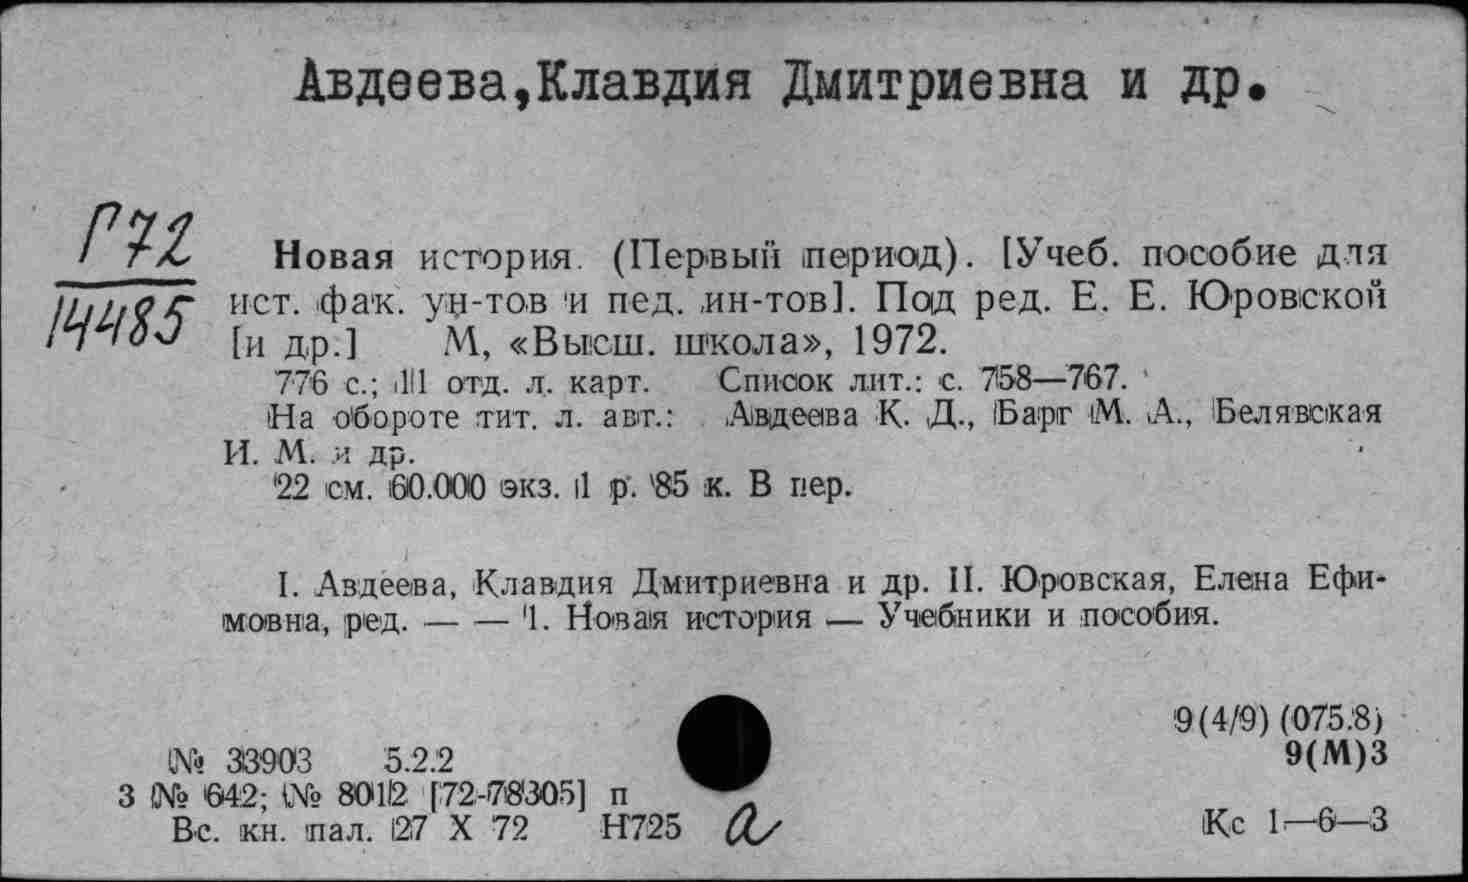 Авдеева,Клавдия Дмитриевна и др.
Г72
14485
Новая история. (Первый период). [Учеб. пособие для
ист. фак. ун-тов и пед. ин-тов]. Под ред. Е. Е. Юровской
[и др.] М, «Высш. школа», 1972.
776 с.; 11 отд. л. карт. Список лит.: с. 758—767.
На обороте тит. л. авт.: Авдеева К. Д., Барг М. А., Белявская
И. М. и др.
22 см. 60.000 экз. 1 р. 85 к. В пер.
I. Авдеева, Клавдия Дмитриевна и др. II. Юровская, Елена Ефи-
мовна, ред. — — 1. Новая история — Учебники и пособия.
9(4/9) (075.8)
№ 33903 5.2.2 9(М)3
3 № 642; № 8012 [72-78305] п
Вс. кн. пал. 27 X 72 Н725 Кс 1—6—3